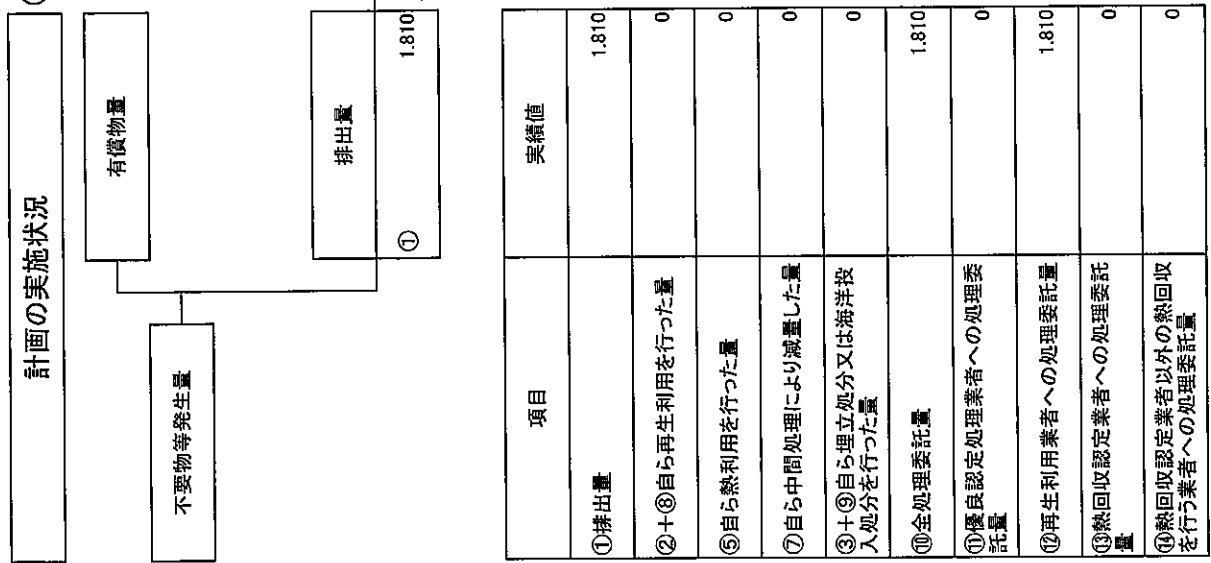 計画の実施状況
不要物等発生量
有償物量
排出量
① 1.810
項目 実績値
①排出量 1.810
②+⑧自ら再生利用を行った量 0
⑤自ら熱利用を行った量 0
⑦自ら中間処理により減量した量 0
③+⑨自ら埋立処分又は海洋投
入処分を行った量 0
⑩全処理委託量 1.810
⑪優良認定処理業者への処理委
託量 0
⑫再生利用業者への処理委託量 1.810
⑬熱回収認定業者への処理委託
量 0
⑭熱回収認定業者以外の熱回収
を行う業者への処理委託量 0